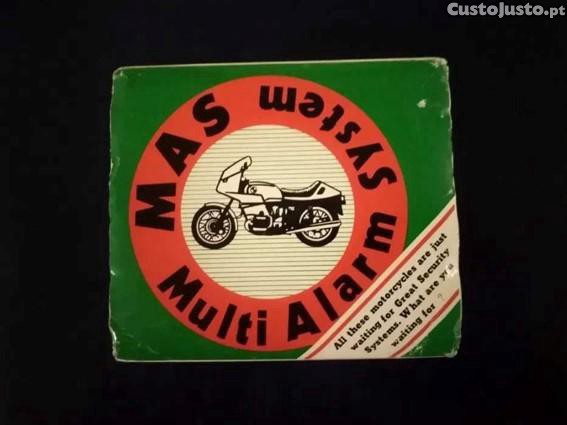 CustoJusto.pt
MAS
Multi Alarm System
All these motorcycles are just
waiting for Great Security
Systems. What are you
waiting for ?